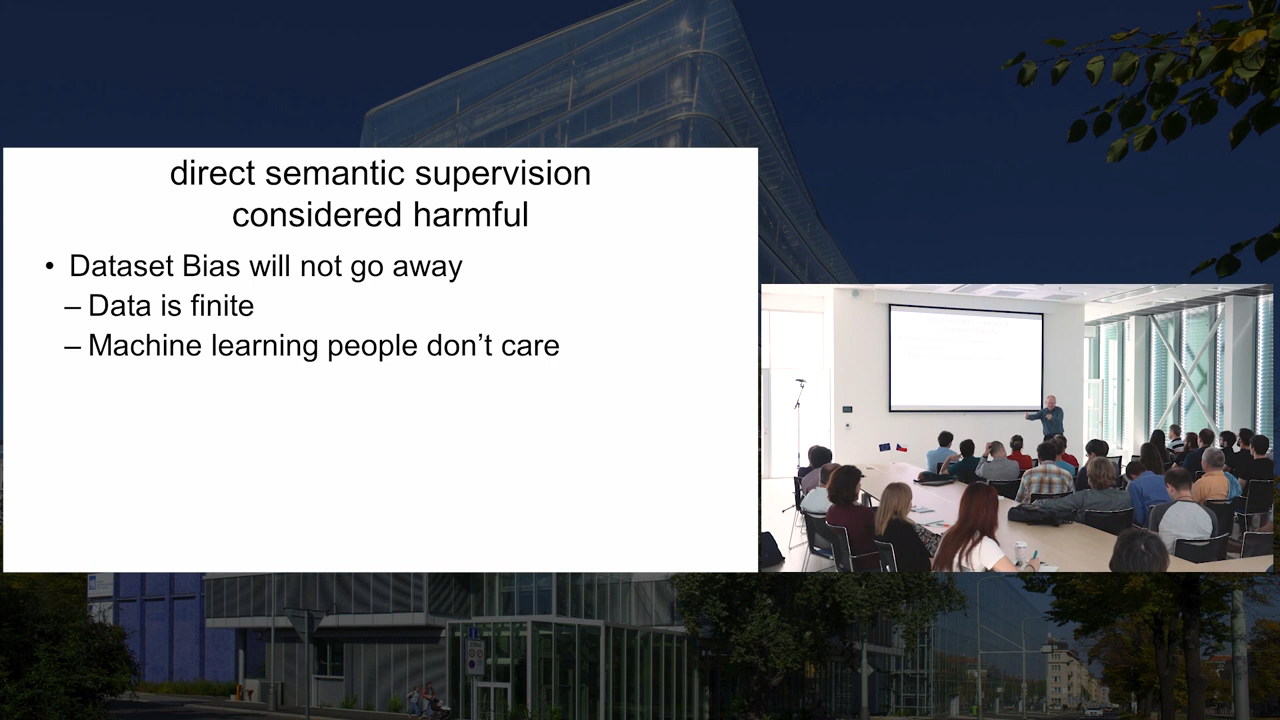 direct semantic supervision
considered harmful
• Dataset Bias will not go away
– Data is finite
– Machine learning people don’t care